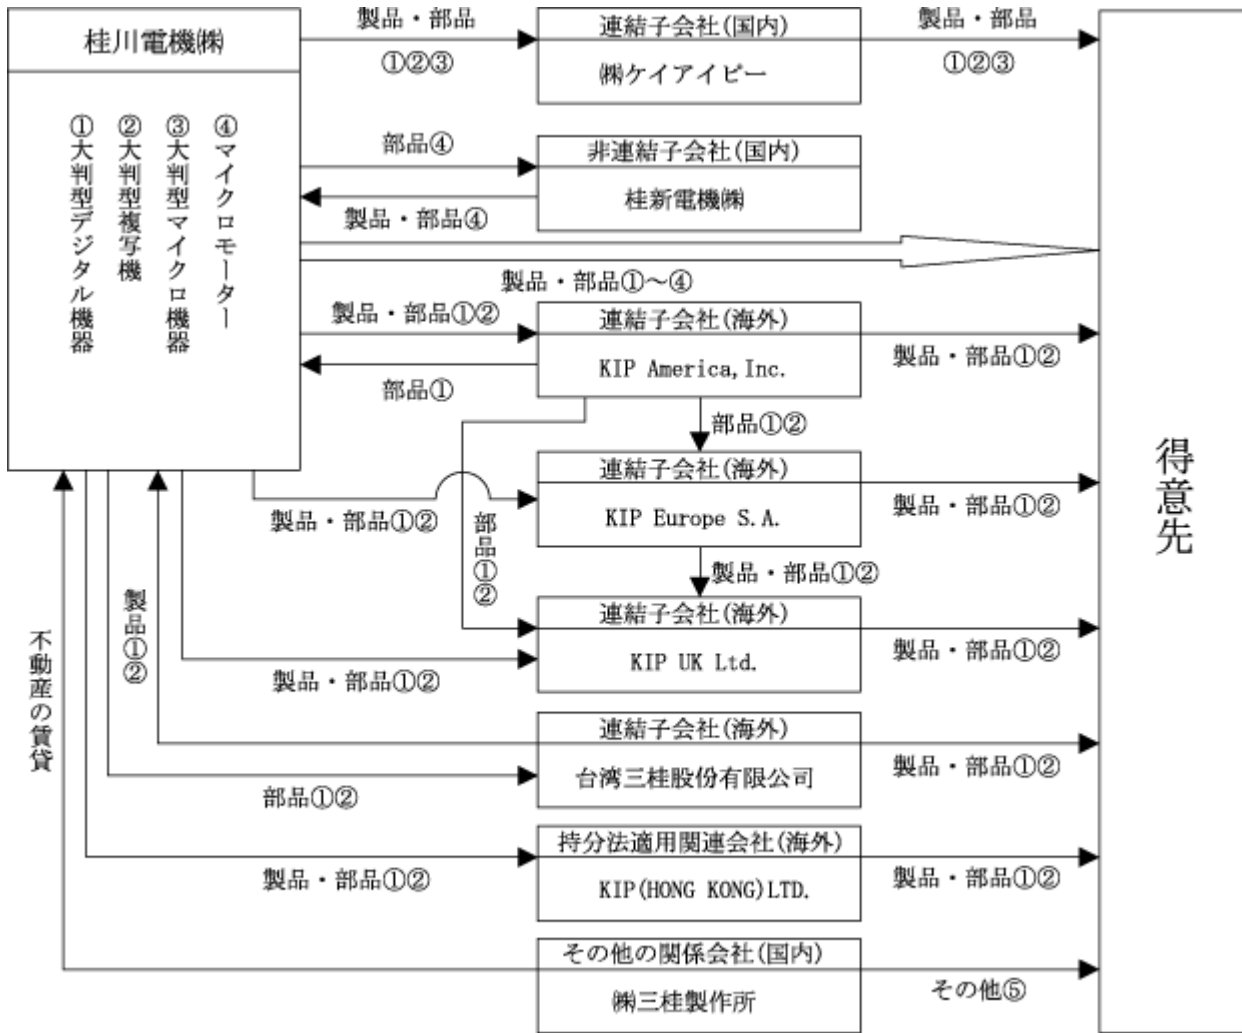 桂川電機㈱
①大判型デジタル機器
②大判型複写機
③大判型マイクロ機器
④マイクロモーター
製品・部品
①②③
連結子会社(国内)
㈱ケイアイピー
製品・部品
①②③
部品④
非連結子会社(国内)
桂新電機㈱
製品・部品④
製品・部品①～④
製品・部品①②
連結子会社(海外)
KIP America,Inc.
製品・部品①②
部品①
部品①②
連結子会社(海外)
KIP Europe S.A.
製品・部品①②
製品・部品①②
部品①②
製品・部品①②
連結子会社(海外)
KIP UK Ltd.
製品・部品①②
製品・部品①②
製品①②
不動産の賃貸
連結子会社(海外)
台湾三桂股份有限公司
製品・部品①②
部品①②
持分法適用関連会社(海外)
KIP(HONG KONG)LTD.
製品・部品①②
製品・部品①②
その他の関係会社(国内)
㈱三桂製作所
その他⑤
得意先